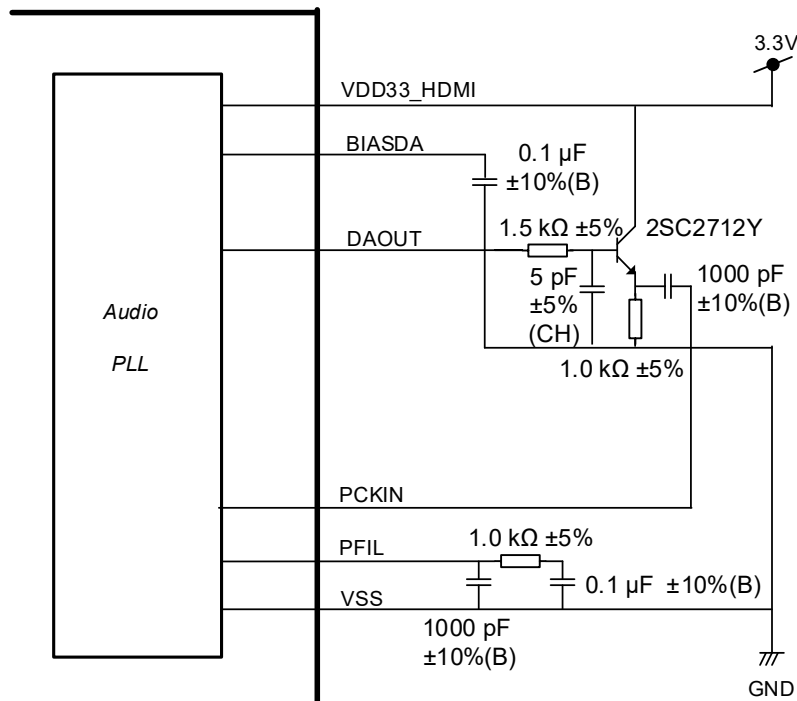 3.3V
VDD33_HDMI
BIASDA
0.1 µF
±10%(B)
1.5 kΩ ±5%
2SC2712Y
DAOUT
5 pF
±5%
(CH)
1000 pF
±10%(B)
Audio
PLL
1.0 kΩ ±5%
PCKIN
1.0 kΩ ±5%
PFIL
0.1 µF ±10%(B)
VSS
1000 pF
±10%(B)
GND